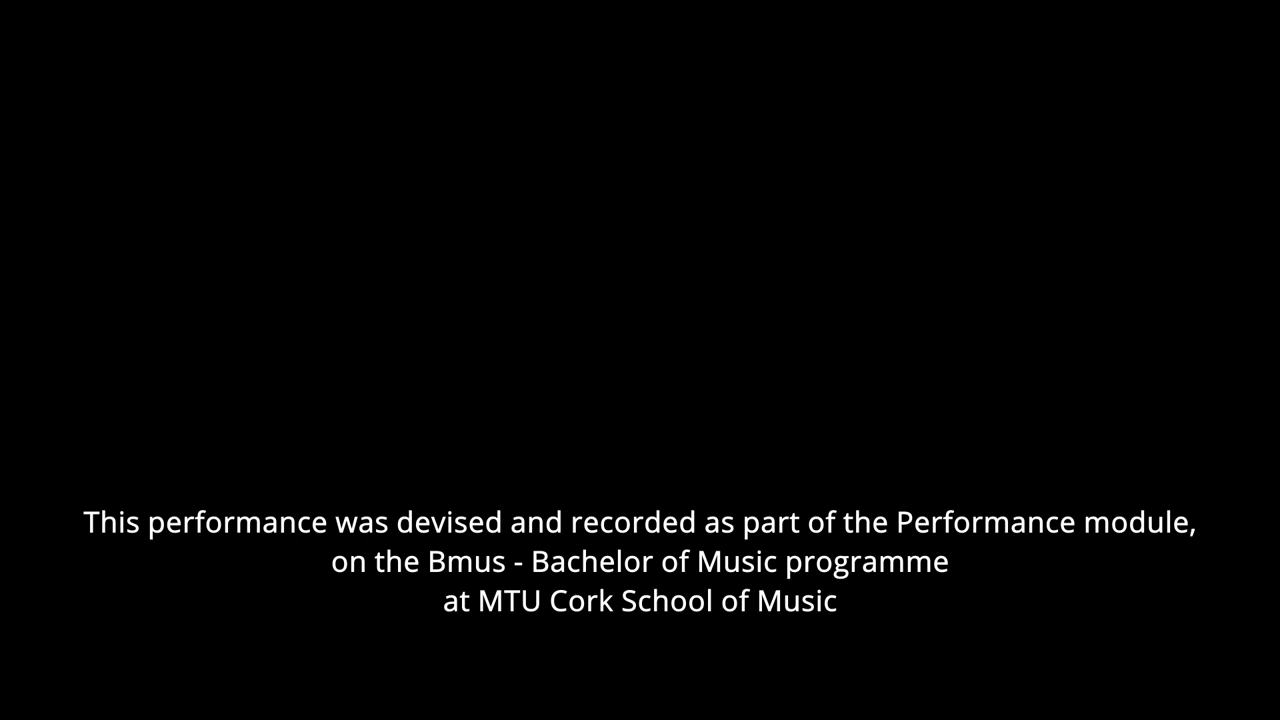 This performance was devised and recorded as part of the Performance module,
on the Bmus - Bachelor of Music programme
at MTU Cork School of Music